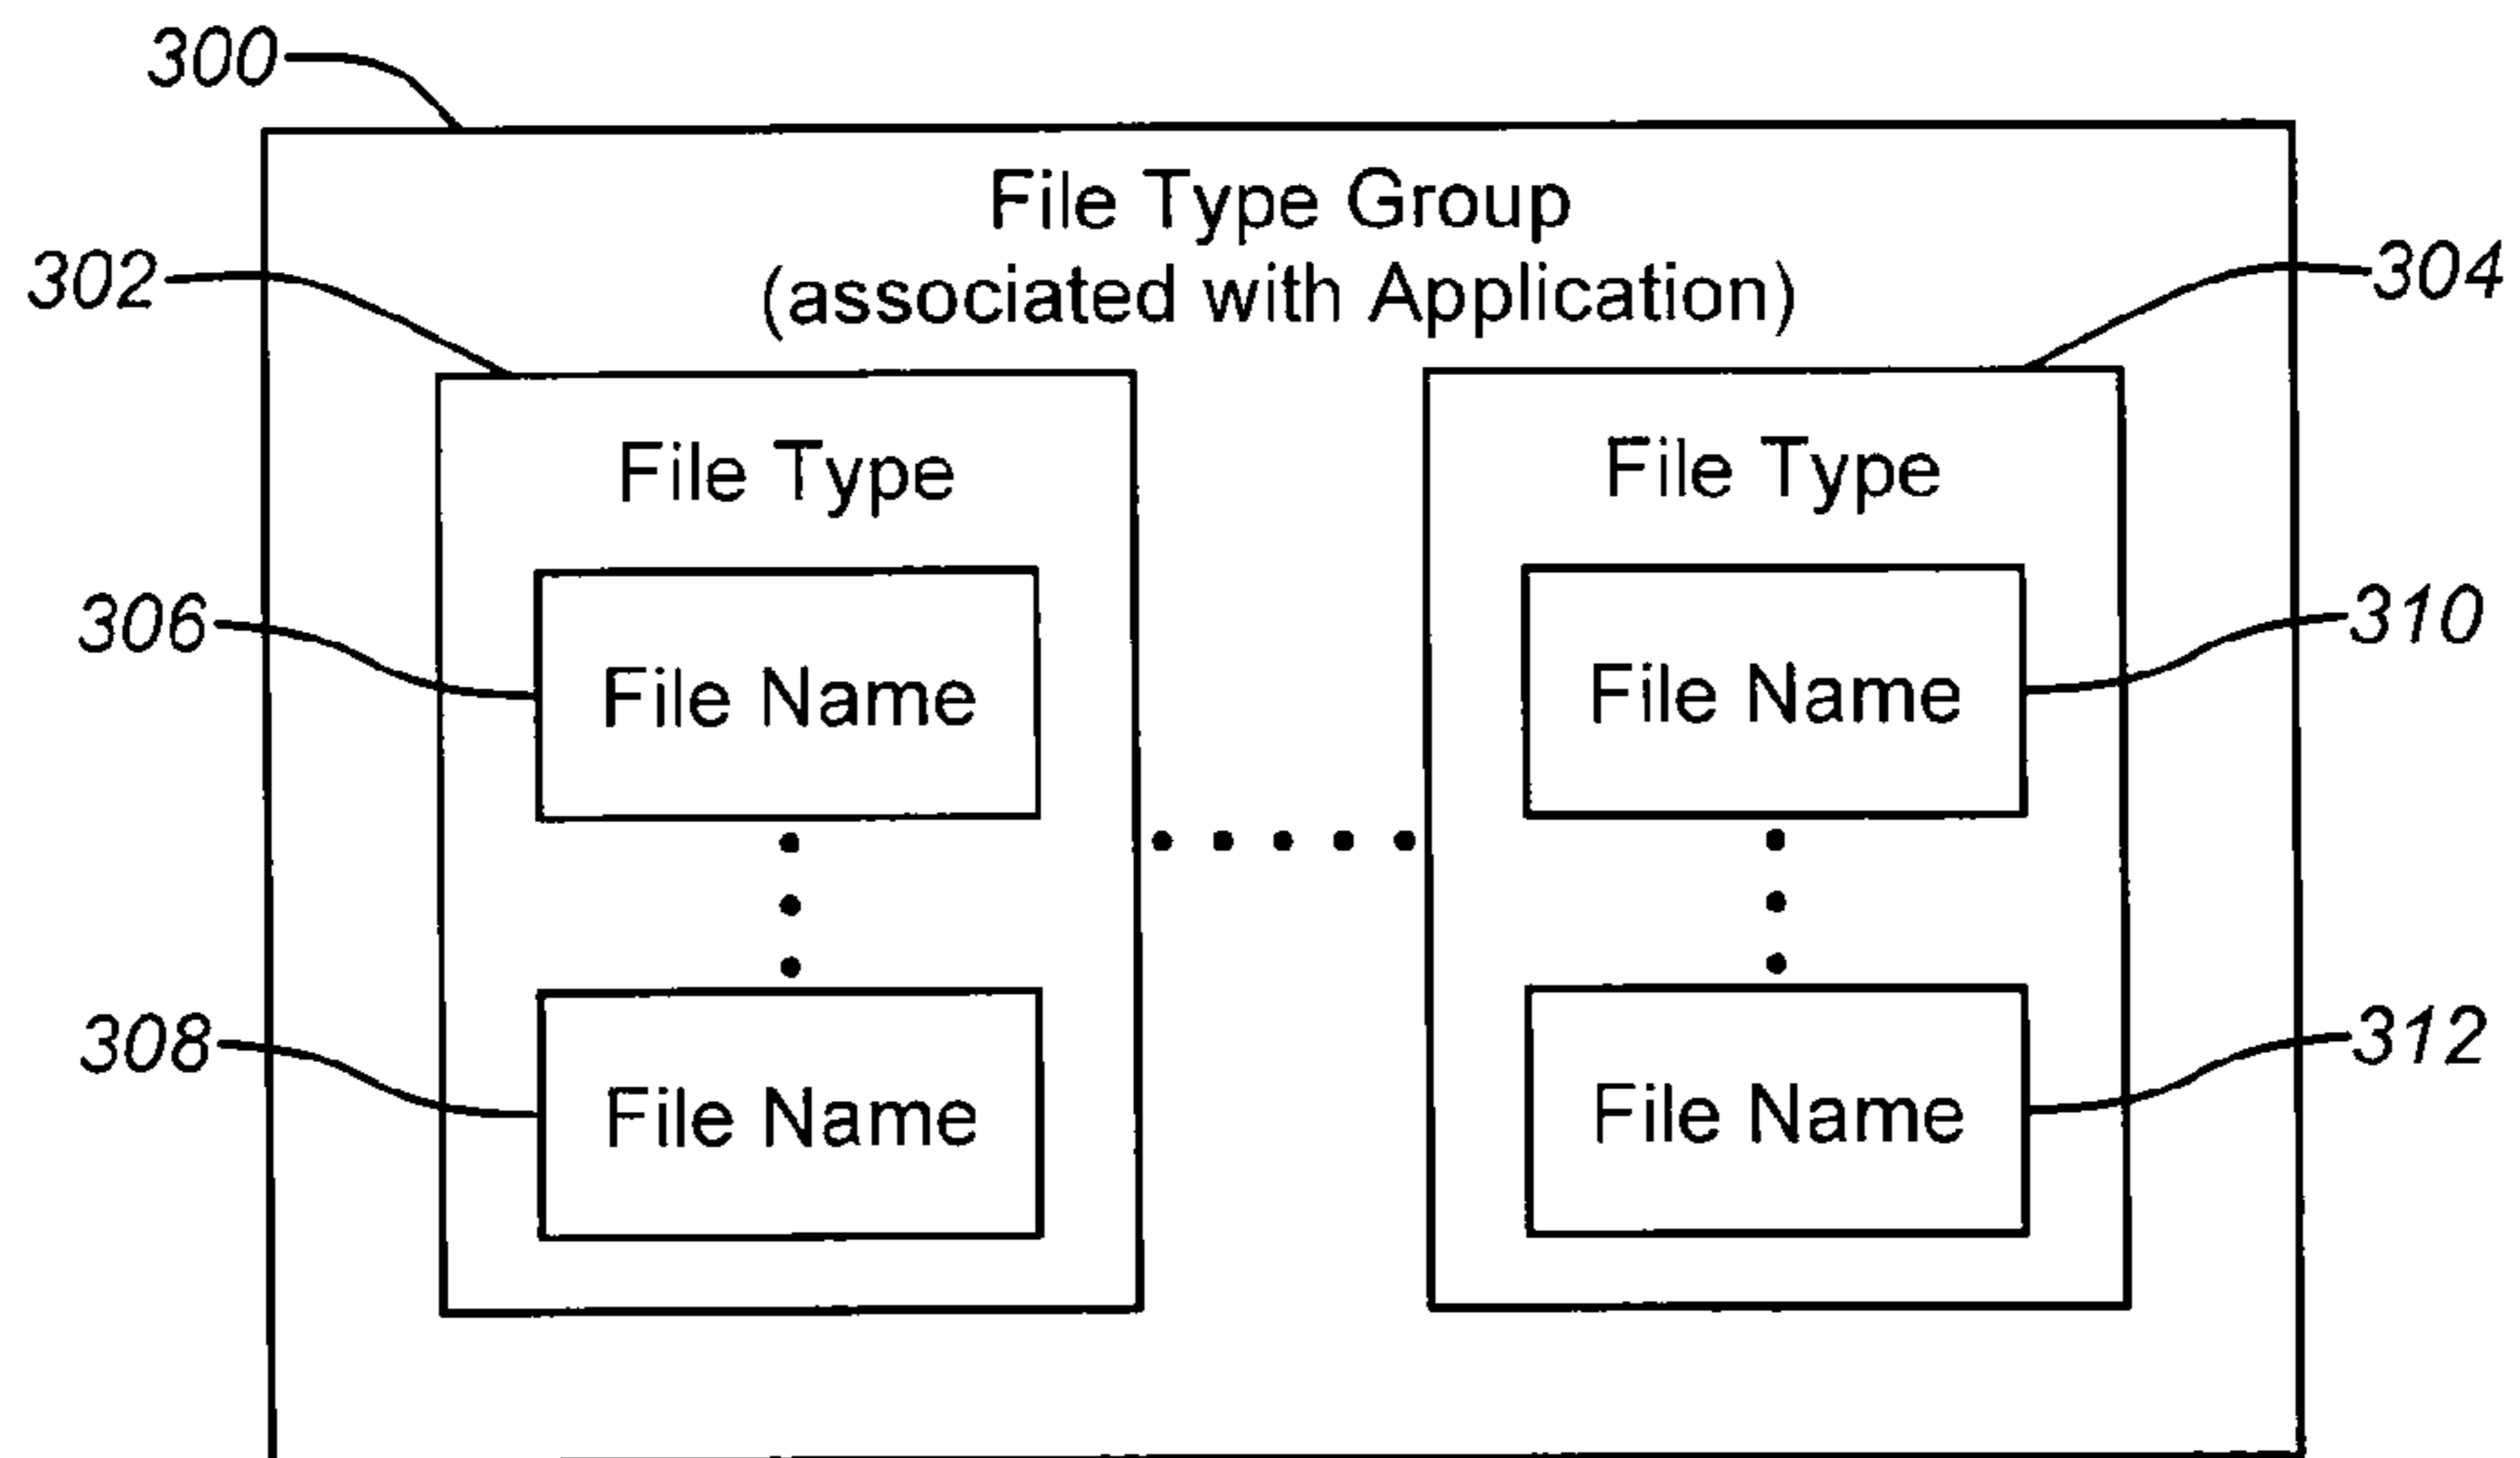 300
File Type Group
(associated with Application)
302
304
File Type
File Type
306
File Name
File Name
310
308
File Name
File Name
312